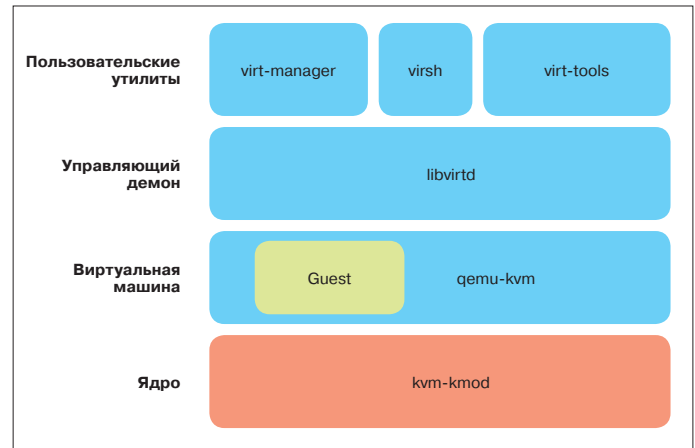 Пользовательские
утилиты
virt-manager
virsh
virt-tools
Управляющий
демон
libvirtd
Виртуальная
машина
Guest
qemu-kvm
Ядро
kvm-kmod